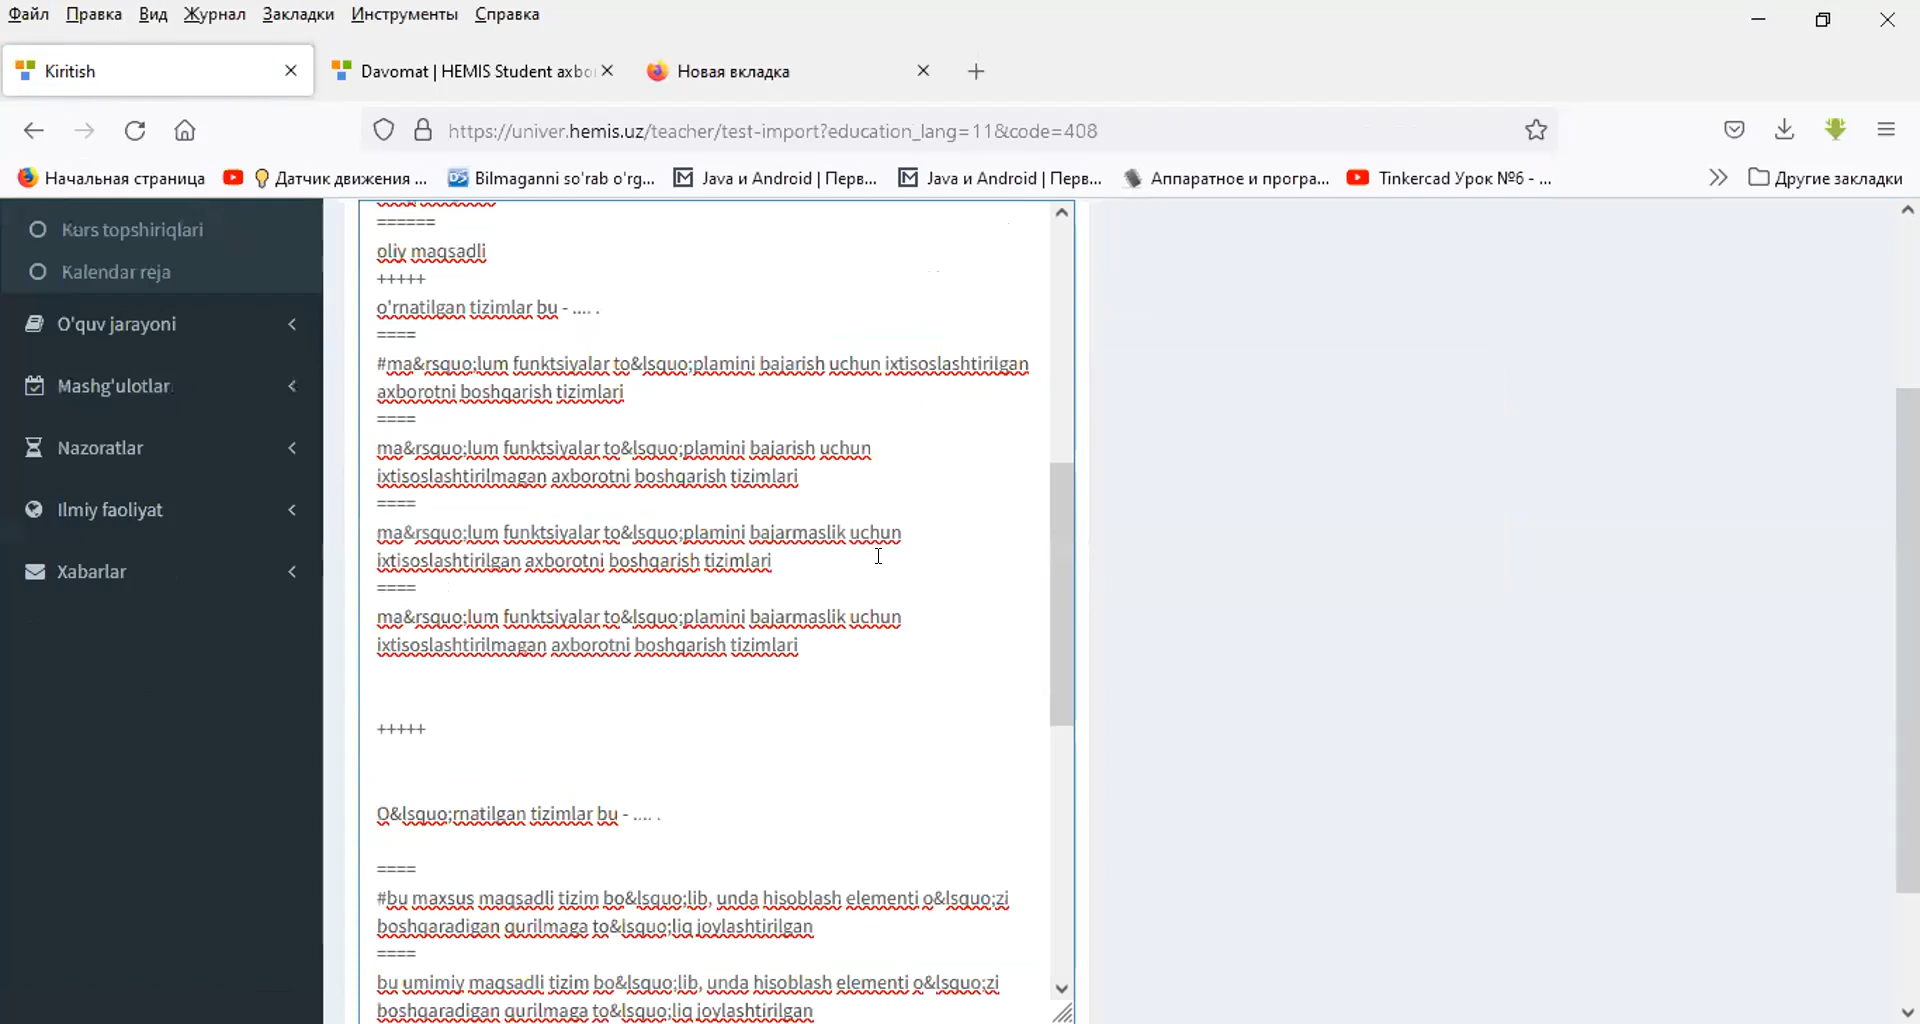 Файл Правка Вид Журнал Закладки Инструменты Справка
Kiritish
Davomat | HEMIS Student axbo
Новая вкладка
https://univer.hemis.uz/teacher/test-import?education_lang=11&code=408
Начальная страница
Датчик движения ...
Bilmaganni so'rab o'rg...
Java и Android | Перв...
Java и Android | Перв...
Аппаратное и програ...
Tinkercad Урок №6 - ...
Другие закладки
Kurs topshiriqlari
Kalendar reja
O'quv jarayoni
Mashg'ulotlar
Nazoratlar
Ilmiy faoliyat
Xabarlar
======
oliy maqsadli
+++++
o'rnatilgan tizimlar bu - .... .
====
#ma&rsquo;lum funktsiyalar to&lsquo;plamini bajarish uchun ixtisoslashtirilgan
axborotni boshqarish tizimlari
====
ma&rsquo;lum funktsiyalar to&lsquo;plamini bajarish uchun
ixtisoslashtirilmagan axborotni boshqarish tizimlari
====
ma&rsquo;lum funktsiyalar to&lsquo;plamini bajarmaslik uchun
ixtisoslashtirilgan axborotni boshqarish tizimlari
====
ma&rsquo;lum funktsiyalar to&lsquo;plamini bajarmaslik uchun
ixtisoslashtirilmagan axborotni boshqarish tizimlari
+++++
O&lsquo;rnatilgan tizimlar bu - .... .
====
#bu maxsus maqsadli tizim bo&lsquo;lib, unda hisoblash elementi o&lsquo;zi
boshqaradigan qurilmaga to&lsquo;liq joylashtirilgan
====
bu umimiy maqsadli tizim bo&lsquo;lib, unda hisoblash elementi o&lsquo;zi
boshqaradigan qurilmaga to&lsquo;liq joylashtirilgan